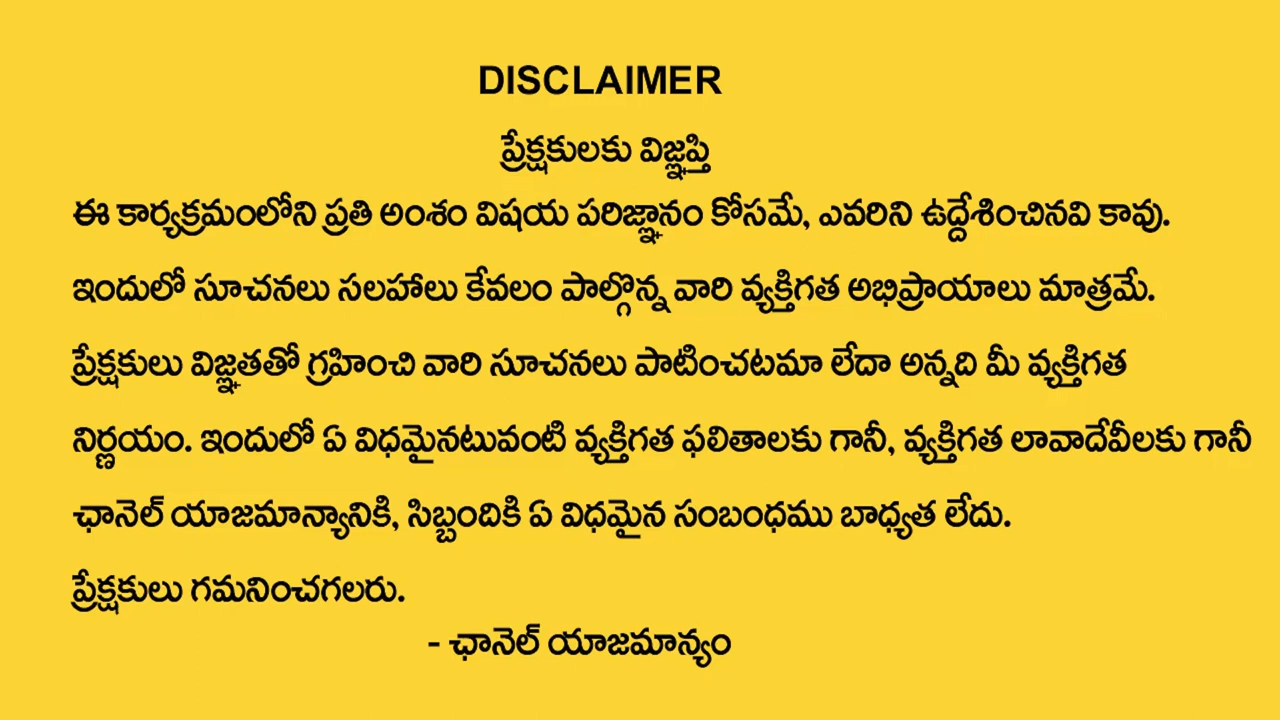 DISCLAIMER
ప్రేక్షకులకు విజ్ఞప్తి
ఈ కార్యక్రమంలోని ప్రతి అంశం విషయ పరిజ్ఞానం కోసమే, ఎవరిని ఉద్దేశించినవి కావు.
ఇందులో సూచనలు సలహాలు కేవలం పాల్గొన్న వారి వ్యక్తిగత అభిప్రాయాలు మాత్రమే.
ప్రేక్షకులు విజ్ఞతతో గ్రహించి వారి సూచనలు పాటించటమా లేదా అన్నది మీ వ్యక్తిగత
నిర్ణయం. ఇందులో ఏ విధమైనటువంటి వ్యక్తిగత ఫలితాలకు గానీ, వ్యక్తిగత లావాదేవీలకు గానీ
ఛానెల్ యాజమాన్యానికి, సిబ్బందికి ఏ విధమైన సంబంధము బాధ్యత లేదు.
ప్రేక్షకులు గమనించగలరు.
- ఛానెల్ యాజమాన్యం